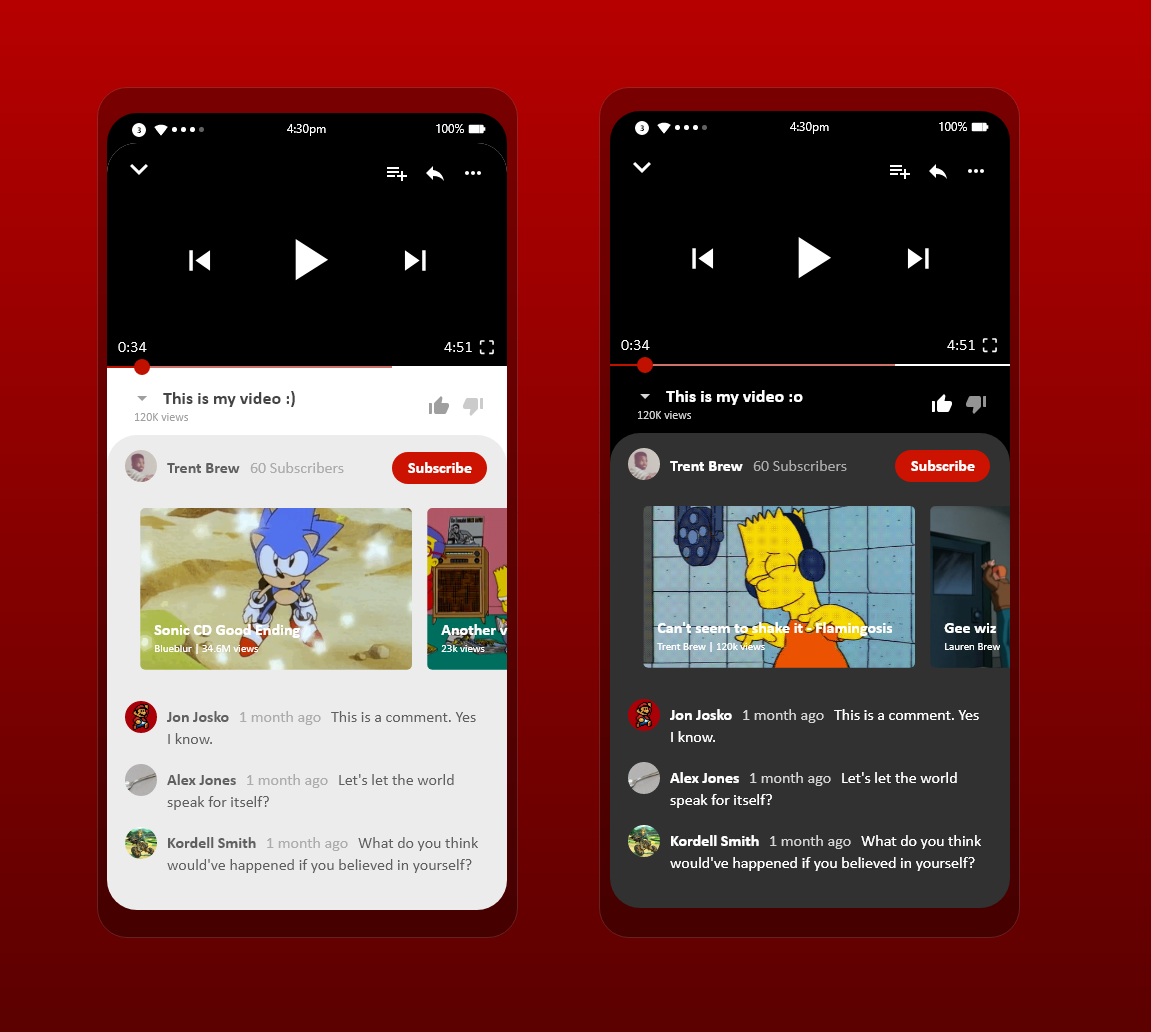 3
4:30pm
100%
0:34
4:51
This is my video :)
120K views
Trent Brew 60 Subscribers
Subscribe
Sonic CD Good Ending
Blueblur | 34.6M views
Another v
23k views
Jon Josko 1 month ago This is a comment. Yes
I know.
Alex Jones 1 month ago Let's let the world
speak for itself?
Kordell Smith 1 month ago What do you think
would've happened if you believed in yourself?
3
4:30pm
100%
0:34
4:51
This is my video :o
120K views
Trent Brew 60 Subscribers
Subscribe
Can't seem to shake it - Flamingosis
Trent Brew | 120k views
Gee wiz
Lauren Brew
Jon Josko 1 month ago This is a comment. Yes
I know.
Alex Jones 1 month ago Let's let the world
speak for itself?
Kordell Smith 1 month ago What do you think
would've happened if you believed in yourself?